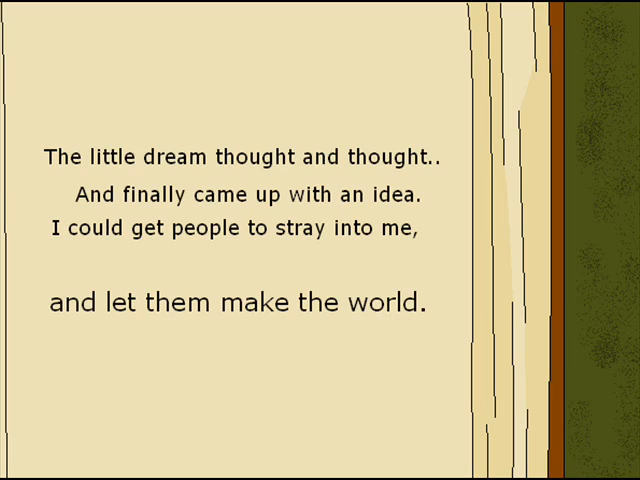 The little dream thought and thought..
And finally came up with an idea.
I could get people to stray into me,
and let them make the world.